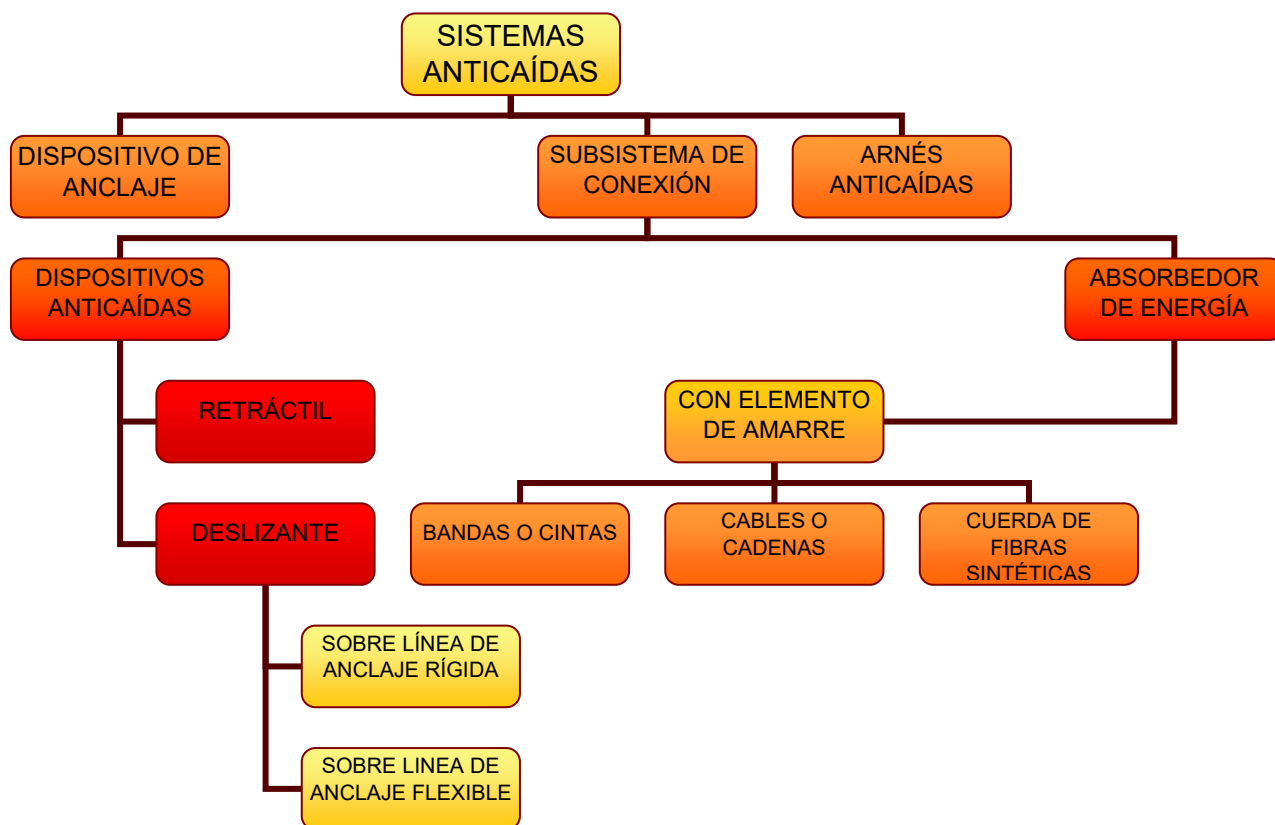 SISTEMAS
ANTICAÍDAS
DISPOSITIVO DE
ANCLAJE
SUBSISTEMA DE
CONEXIÓN
ARNÉS
ANTICAÍDAS
DISPOSITIVOS
ANTICAÍDAS
ABSORBEDOR
DE ENERGÍA
RETRÁCTIL
CON ELEMENTO
DE AMARRE
DESLIZANTE
BANDAS O CINTAS
CABLES O
CADENAS
CUERDA DE
FIBRAS
SINTÉTICAS
SOBRE LÍNEA DE
ANCLAJE RÍGIDA
SOBRE LINEA DE
ANCLAJE FLEXIBLE